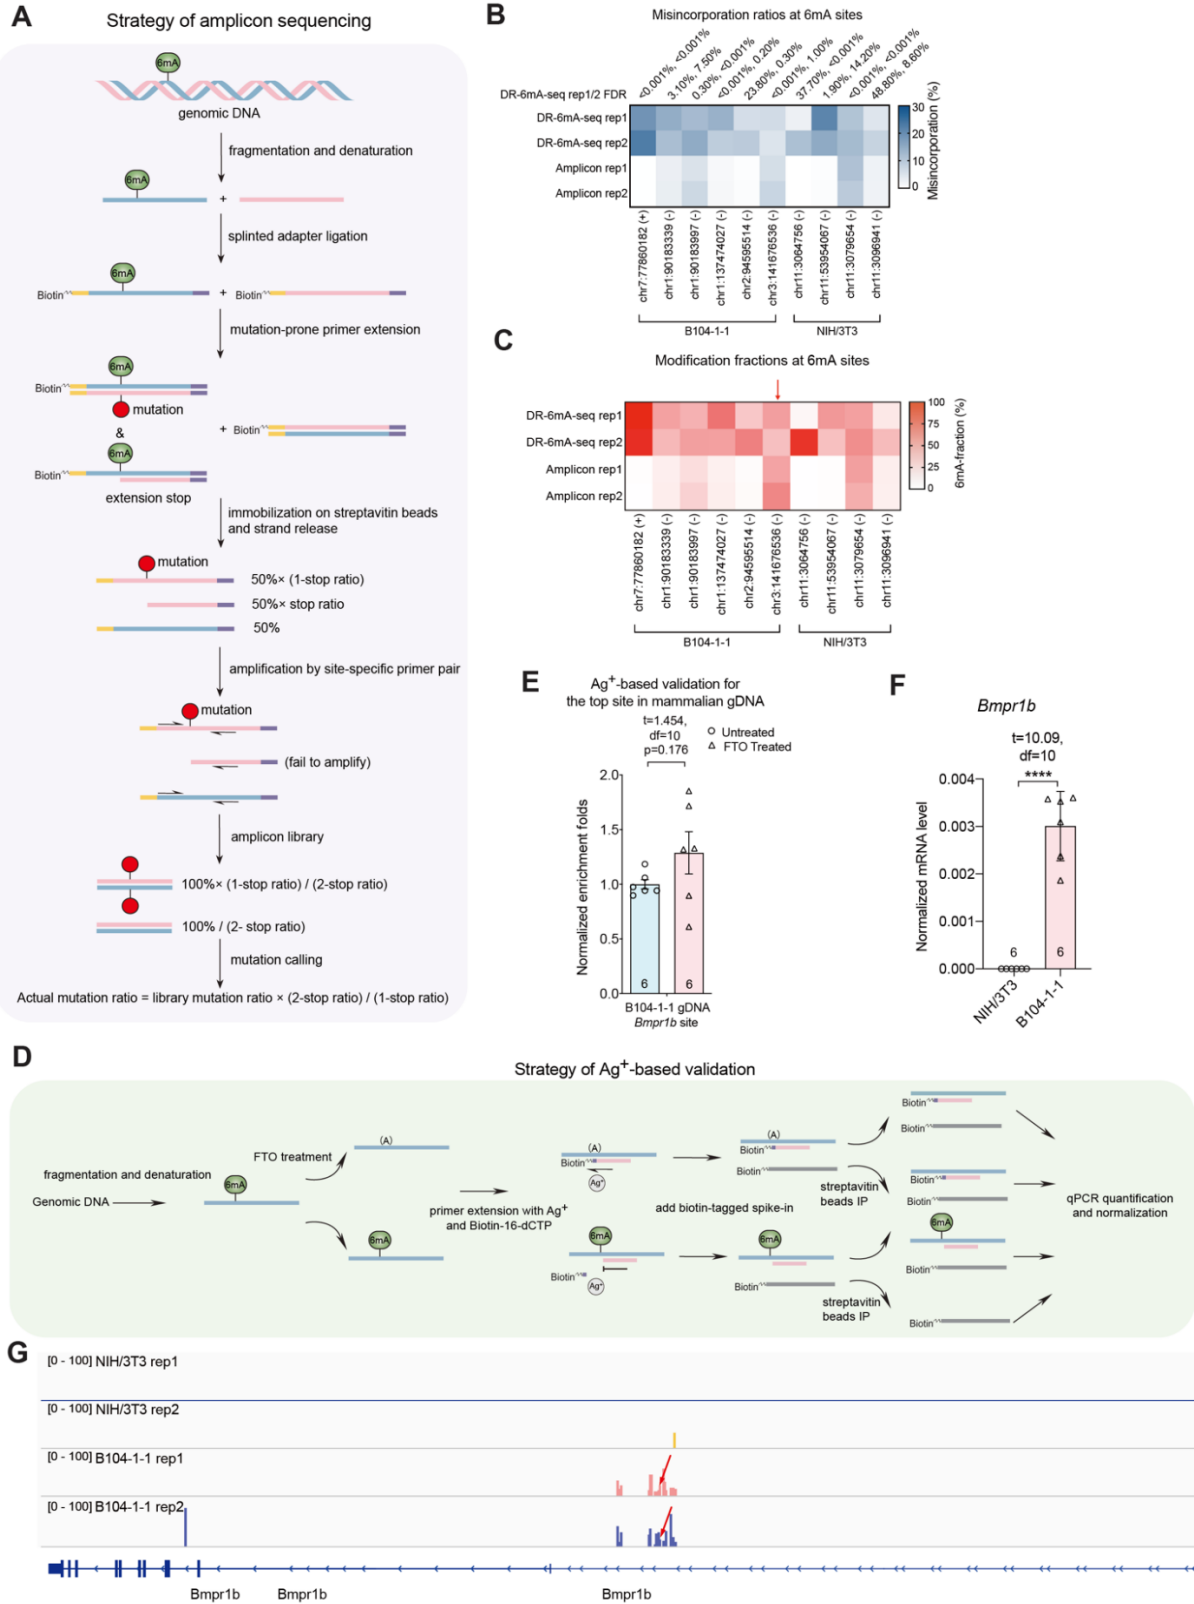 A
Strategy of amplicon sequencing
6mA
genomic DNA
fragmentation and denaturation
6mA
+
splinted adapter ligation
6mA
Biotin
+
Biotin
mutation-prone primer extension
6mA
Biotin
mutation
&
+
Biotin
6mA
Biotin
extension stop
immobilization on streptavitin beads
and strand release
mutation
50%× (1-stop ratio)
50%× stop ratio
50%
amplification by site-specific primer pair
mutation
(fail to amplify)
amplicon library
100%× (1-stop ratio) / (2-stop ratio)
100% / (2- stop ratio)
mutation calling
Actual mutation ratio = library mutation ratio × (2-stop ratio) / (1-stop ratio)
B
Misincorporation ratios at 6mA sites
DR-6mA-seq rep1/2 FDR
<0.001%, <0.001%
3.10%, 7.50%
0.30%, <0.001%
<0.001%, 0.20%
23.80%, 0.30%
<0.001%, 1.00%
37.70%, <0.001%
1.90%, 14.20%
<0.001%, <0.001%
48.80%, 8.60%
DR-6mA-seq rep1
DR-6mA-seq rep2
Amplicon rep1
Amplicon rep2
30
20
10
0
Misincorporation (%)
chr7:77860182 (+)
chr1:90183339 (-)
chr1:90183997 (-)
chr1:137474027 (-)
chr2:94595514 (-)
chr3:141676536 (-)
chr11:3064756 (-)
chr11:53954067 (-)
chr11:3079654 (-)
chr11:3096941 (-)
B104-1-1
NIH/3T3
C
Modification fractions at 6mA sites
DR-6mA-seq rep1
DR-6mA-seq rep2
Amplicon rep1
Amplicon rep2
100
75
50
25
0
6mA-fraction (%)
chr7:77860182 (+)
chr1:90183339 (-)
chr1:90183997 (-)
chr1:137474027 (-)
chr2:94595514 (-)
chr3:141676536 (-)
chr11:3064756 (-)
chr11:53954067 (-)
chr11:3079654 (-)
chr11:3096941 (-)
B104-1-1
NIH/3T3
E
Ag+-based validation for
the top site in mammalian gDNA
t=1.454,
df=10
p=0.176
Untreated
FTO Treated
Normalized enrichment folds
2.0
1.5
1.0
0.5
0.0
6
6
B104-1-1 gDNA
Bmpr1b site
F
Bmpr1b
t=10.09,
df=10
****
Normalized mRNA level
0.004
0.003
0.002
0.001
0.000
6
6
NIH/3T3
B104-1-1
D
Strategy of Ag+-based validation
Genomic DNA
fragmentation and denaturation
6mA
FTO treatment
(A)
6mA
primer extension with Ag+
and Biotin-16-dCTP
(A)
Biotin
Ag+
6mA
Biotin
Ag+
add biotin-tagged spike-in
(A)
Biotin
Biotin
6mA
Biotin
streptavitin
beads IP
streptavitin
beads IP
Biotin
Biotin
Biotin
Biotin
6mA
Biotin
Biotin
qPCR quantification
and normalization
G
[0 - 100] NIH/3T3 rep1
[0 - 100] NIH/3T3 rep2
[0 - 100] B104-1-1 rep1
[0 - 100] B104-1-1 rep2
Bmpr1b
Bmpr1b
Bmpr1b